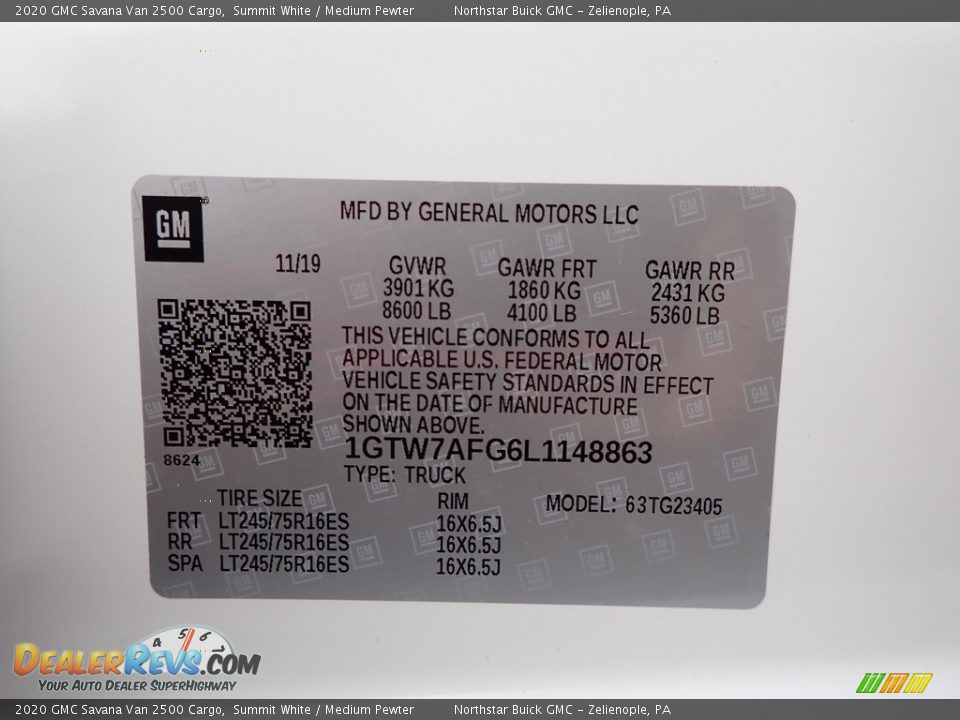 2020 GMC Savana Van 2500 Cargo, Summit White / Medium Pewter Northstar Buick GMC - Zelienople, PA
GM
MFD BY GENERAL MOTORS LLC
11/19 GVWR GAWR FRT GAWR RR
3901 KG 1860 KG 2431 KG
8600 LB 4100 LB 5360 LB
THIS VEHICLE CONFORMS TO ALL
APPLICABLE U.S. FEDERAL MOTOR
VEHICLE SAFETY STANDARDS IN EFFECT
ON THE DATE OF MANUFACTURE
SHOWN ABOVE.
1GTW7AFG6L1148863
8624
TYPE: TRUCK
TIRE SIZE RIM MODEL: 63TG23405
FRT LT245/75R16ES 16X6.5J
RR LT245/75R16ES 16X6.5J
SPA LT245/75R16ES 16X6.5J
4 5 6 7
DEALERREVS.COM
YOUR AUTO DEALER SUPERHIGHWAY
2020 GMC Savana Van 2500 Cargo, Summit White / Medium Pewter Northstar Buick GMC - Zelienople, PA